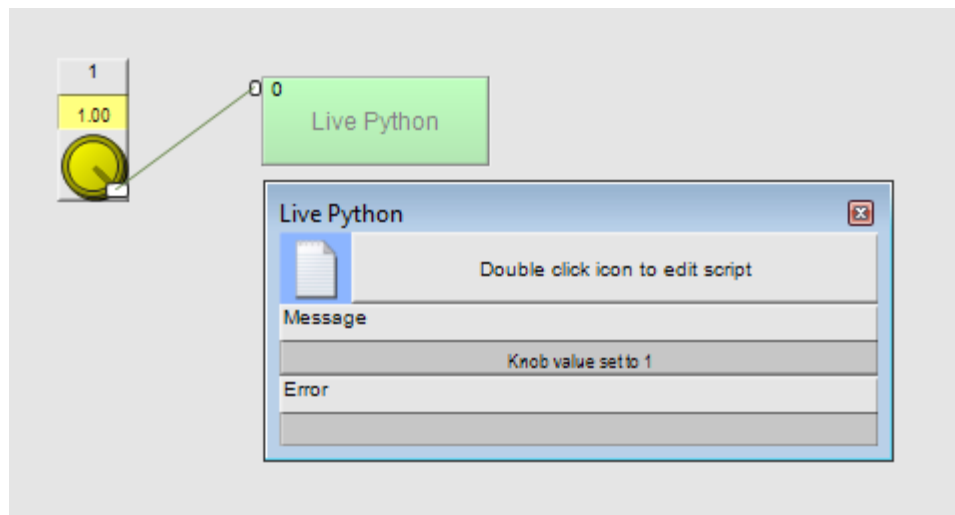 1
1.00
0
Live Python
Live Python
Double click icon to edit script
Message
Knob value set to 1
Error